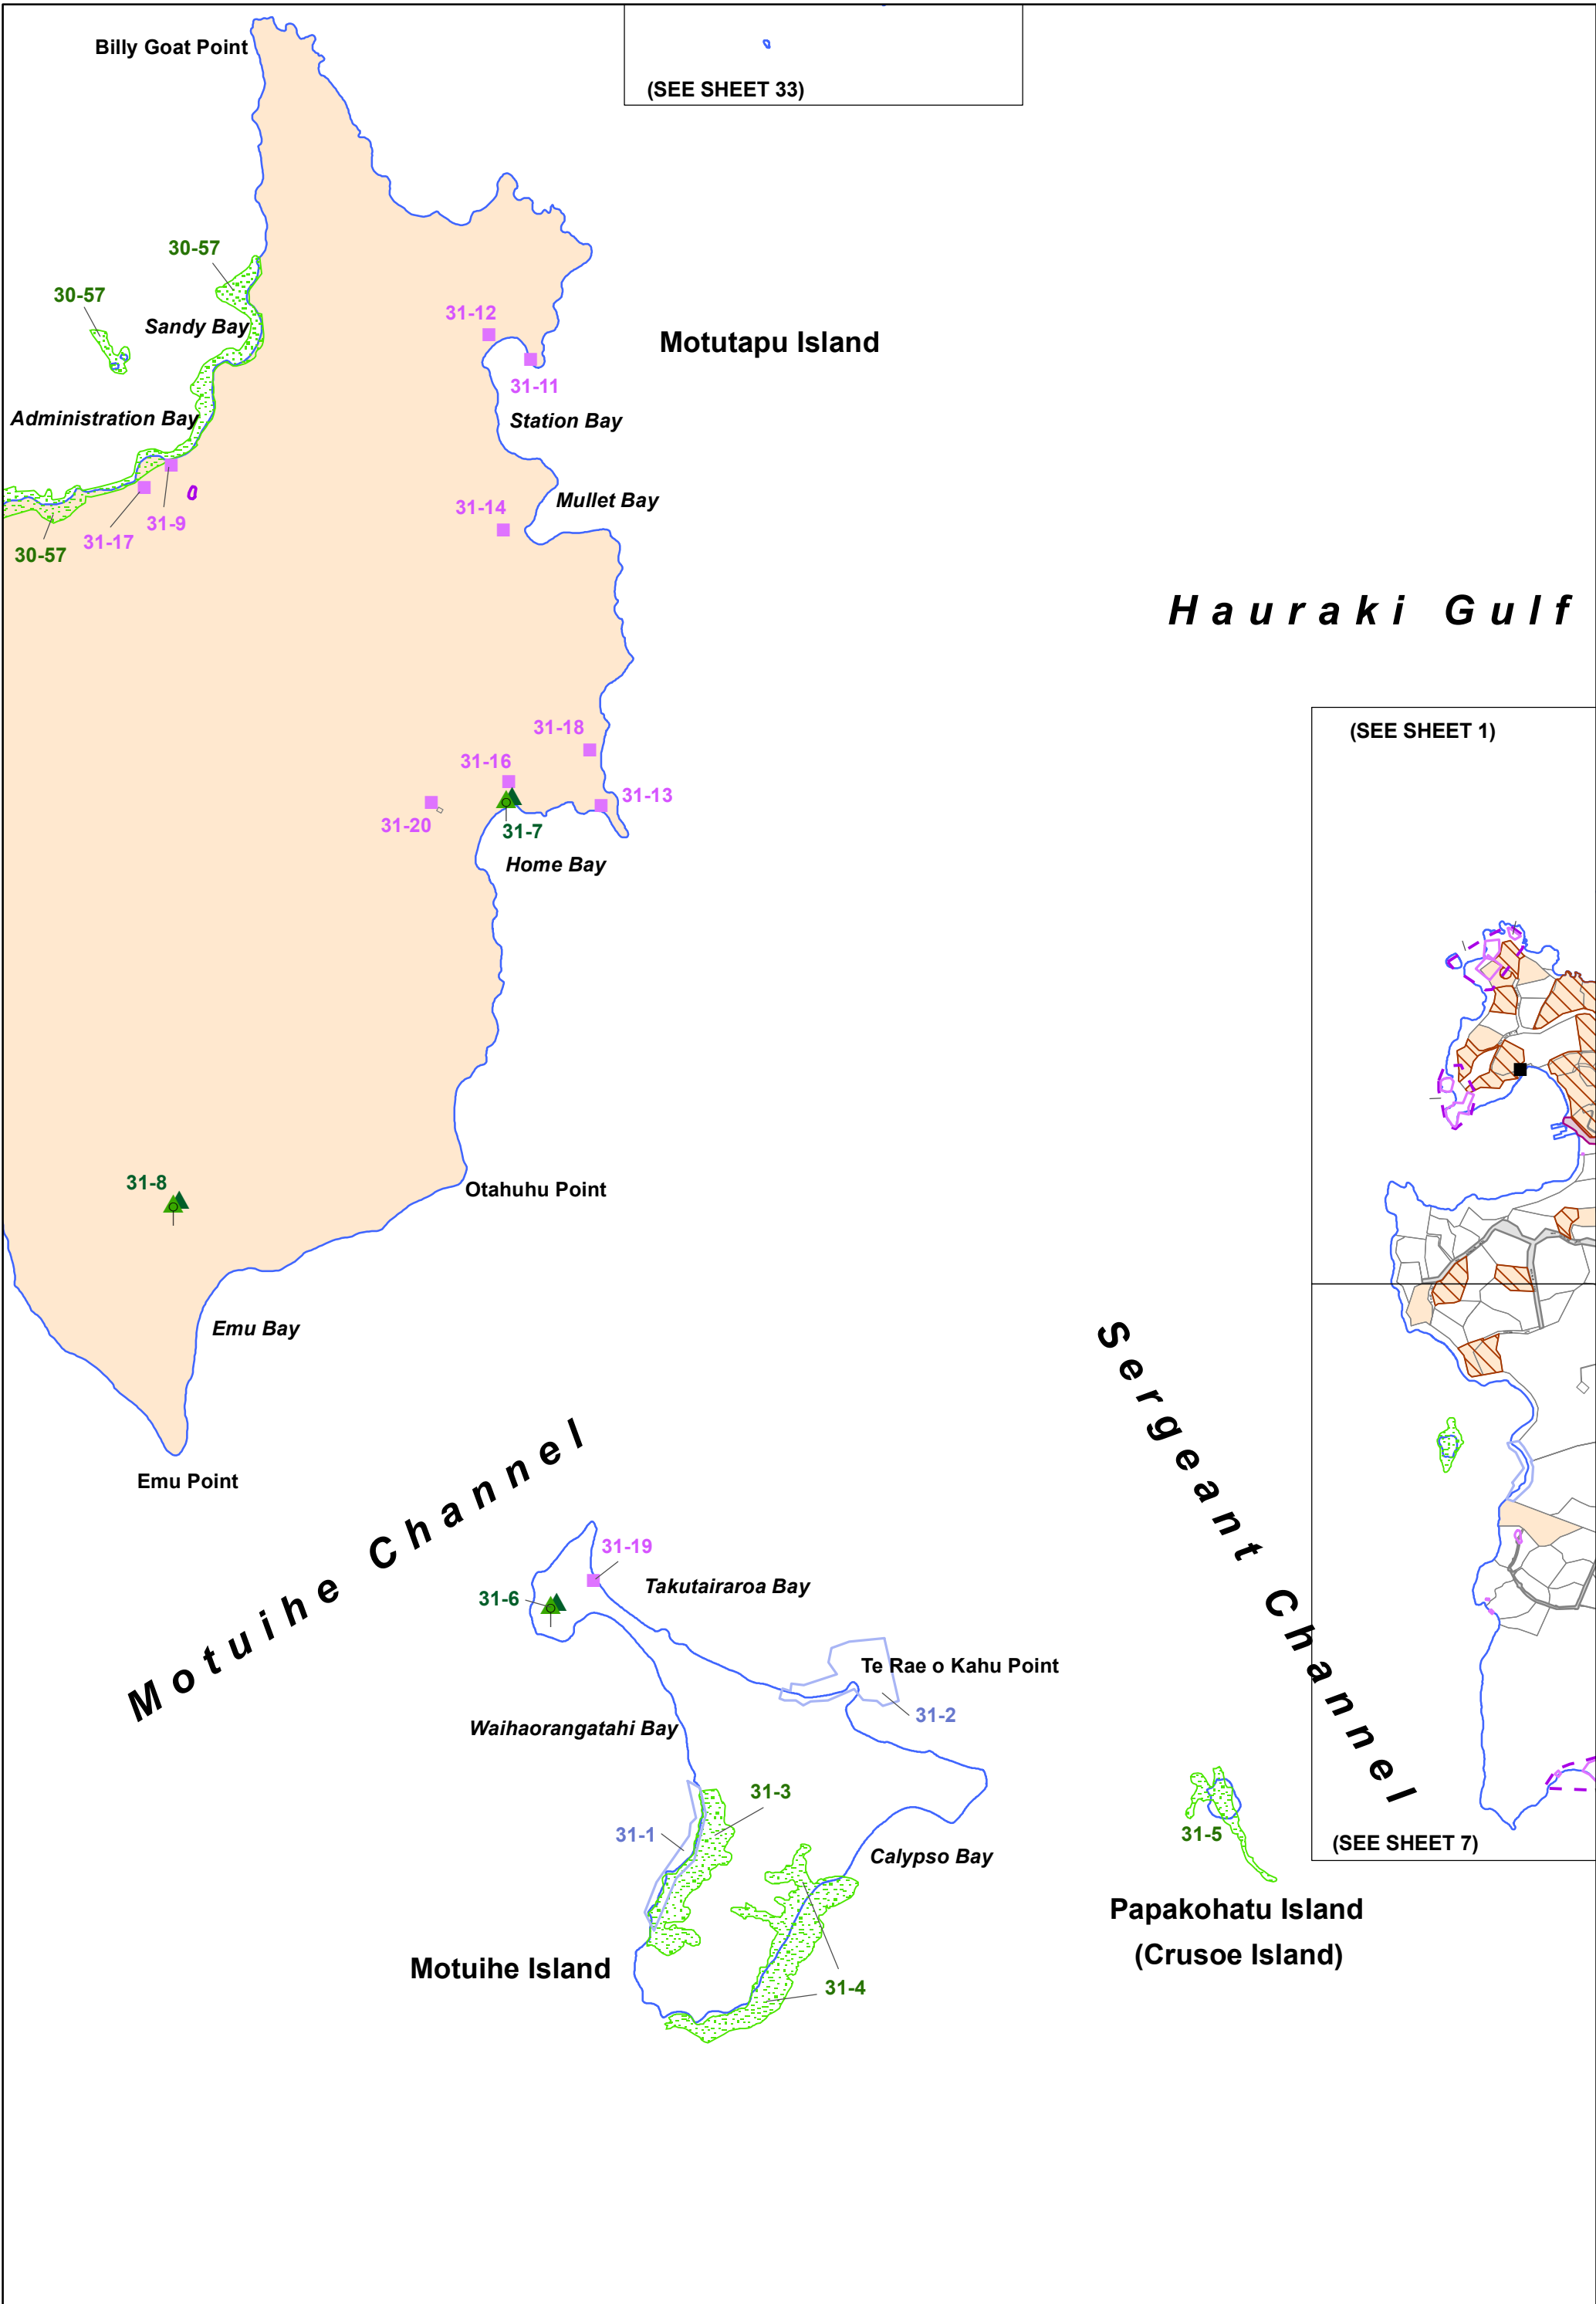 Billy Goat Point
(SEE SHEET 33)
30-57
30-57
Sandy Bay
31-12
Motutapu Island
31-11
Administration Bay
Station Bay
31-14
Mullet Bay
31-9
31-17
30-57
Hauraki Gulf
31-18
(SEE SHEET 1)
31-16
31-13
31-20
31-7
Home Bay
31-8
Otahuhu Point
Emu Bay
Sergeant Channel
Emu Point
Motuihe Channel
31-19
Takutairaroa Bay
31-6
Te Rae o Kahu Point
31-2
Waihaorangatahi Bay
31-3
31-1
31-5
(SEE SHEET 7)
Calypso Bay
Papakohatu Island
(Crusoe Island)
Motuihe Island
31-4